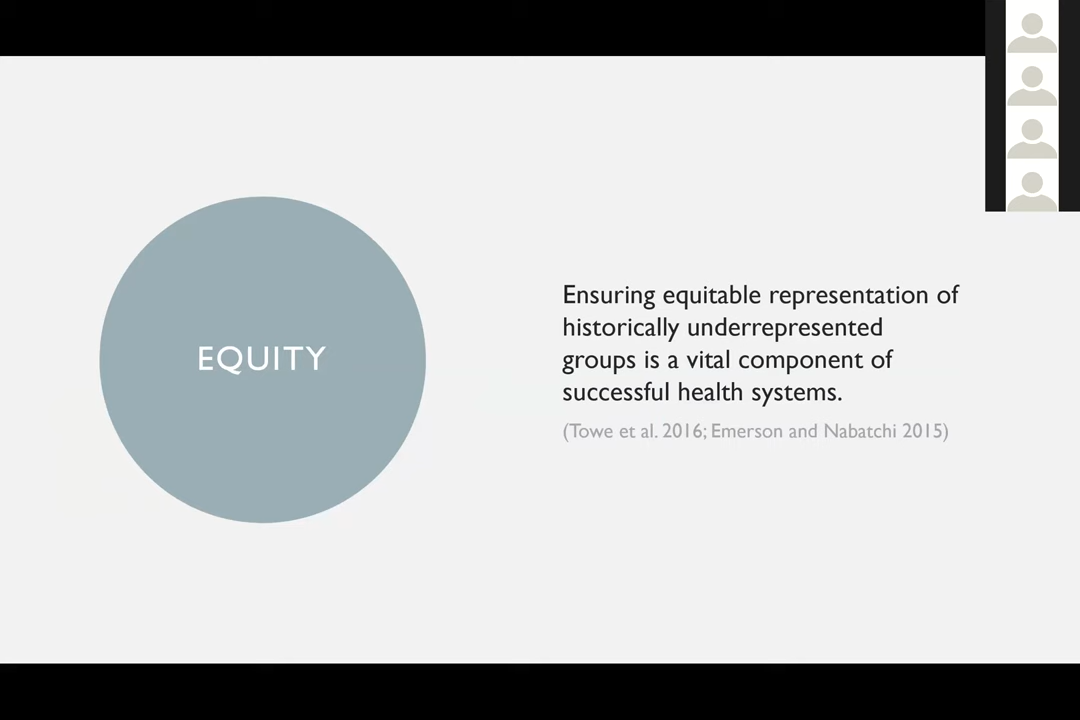 EQUITY
Ensuring equitable representation of
historically underrepresented
groups is a vital component of
successful health systems.
(Towe et al. 2016; Emerson and Nabatchi 2015)